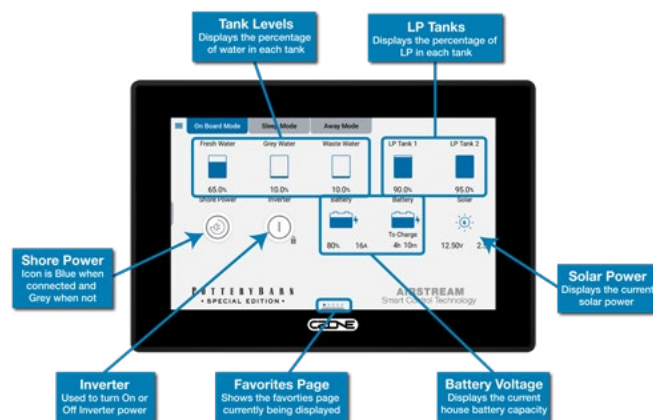 Tank Levels
Displays the percentage
of water in each tank
LP Tanks
Displays the percentage of
LP in each tank
On Board Mode
Sleep Mode
Away Mode
Fresh Water
Grey Water
Waste Water
LP Tank 1
LP Tank 2
65.0%
10.0%
10.0%
90.0%
95.0%
Shore Power
Inverter
Battery
Battery
Solar
To Charge
80%
16A
4h 10m
12.50V
Shore Power
Icon is Blue when
connected and
Grey when not
Solar Power
Displays the current
solar power
POTTERY BARN
• SPECIAL EDITION •
AIRSTREAM
Smart Control Technology
CZONE
Inverter
Used to turn On or
Off Inverter power
Favorites Page
Shows the favorties page
currently being displayed
Battery Voltage
Displays the current
house battery capacity